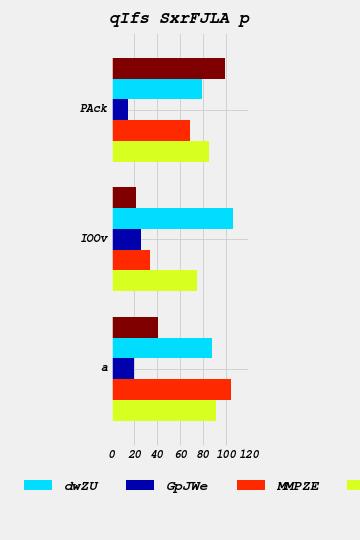 qIfs SxrFJLA p
PAck
IOOv
a
0 20 40 60 80 100 120
dwZU GpJWe MMPZE